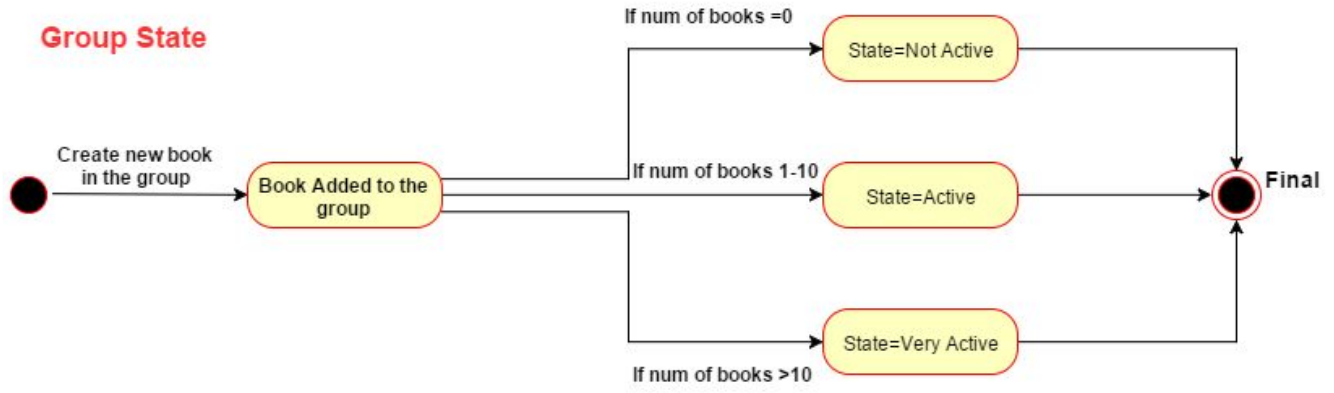 Group State
If num of books =0
State=Not Active
Create new book
in the group
Book Added to the
group
If num of books 1-10
State=Active
Final
State=Very Active
If num of books >10